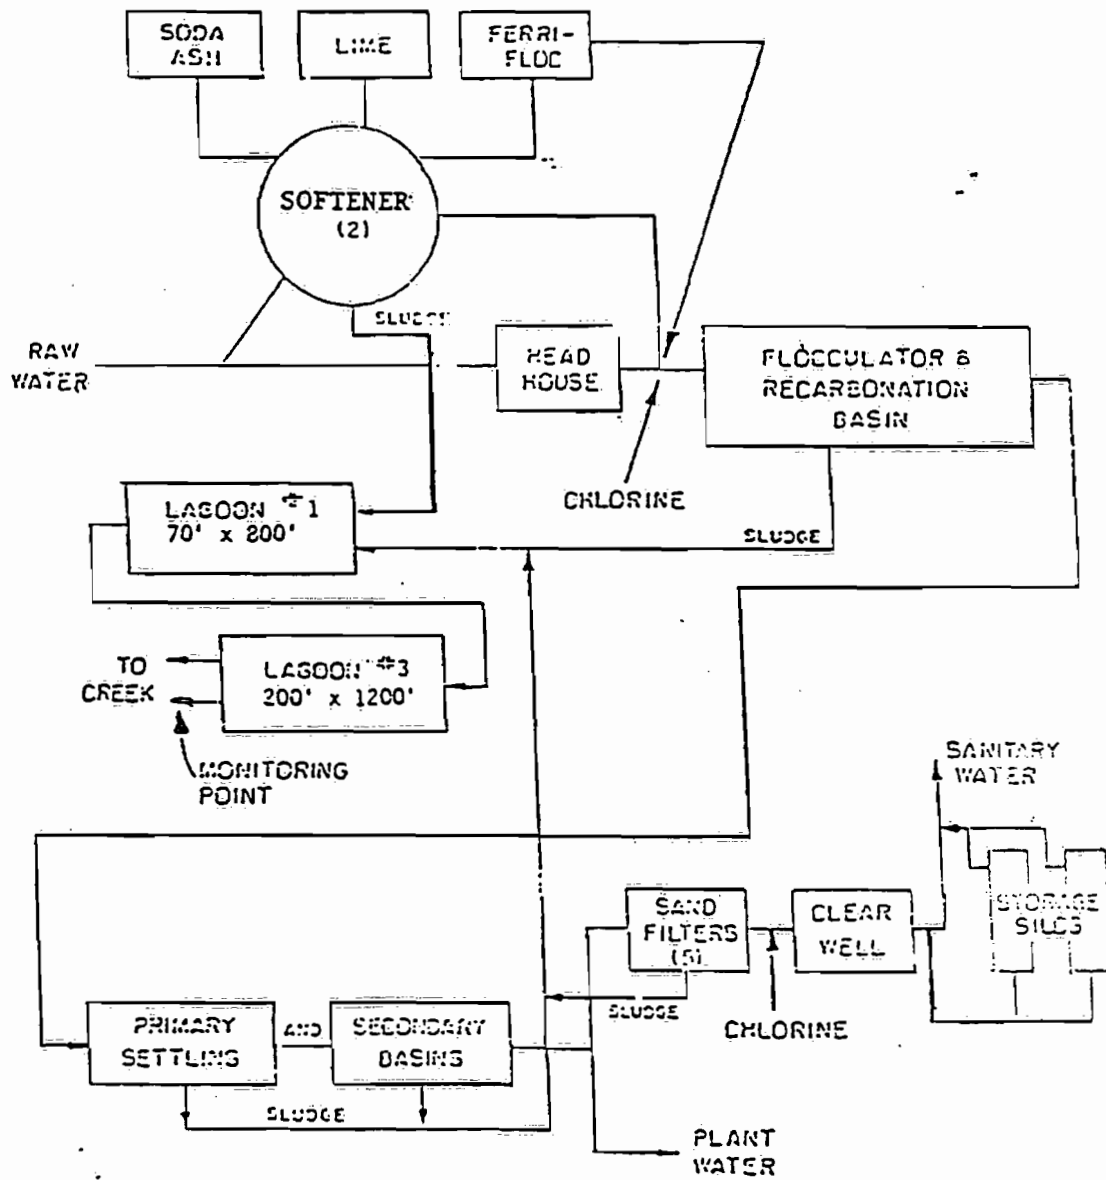 SODA
ASH
LIME
FERRI-
FLOC
SOFTENER
(2)
SLUDGE
RAW
WATER
HEAD
HOUSE
FLOCCULATOR &
RECARBONATION
BASIN
CHLORINE
SLUDGE
LAGOON #1
70' x 200'
LAGOON #3
200' x 1200'
TO
CREEK
MONITORING
POINT
SANITARY
WATER
STORAGE
SILOS
SAND
FILTERS
(5)
CLEAR
WELL
SLUDGE
CHLORINE
PRIMARY
SETTLING
AND
SECONDARY
BASINS
SLUDGE
PLANT
WATER